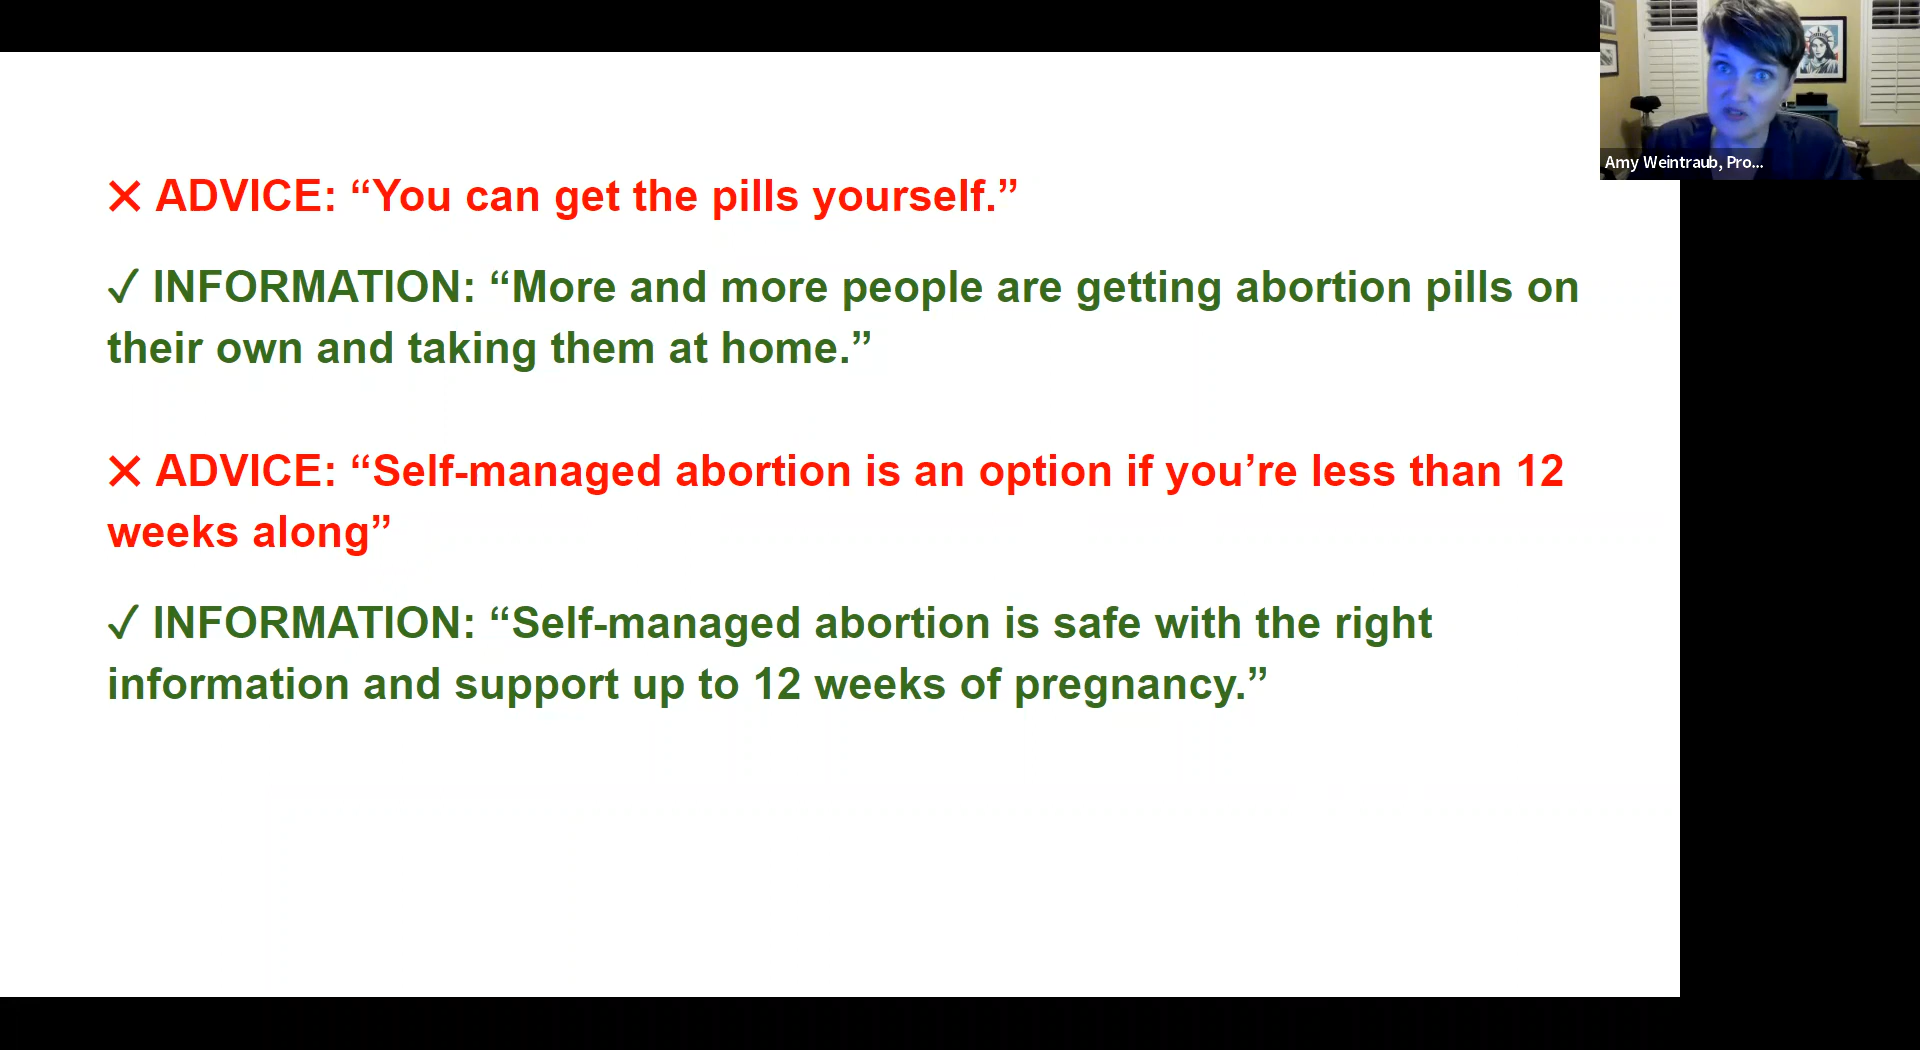 ✕ ADVICE: “You can get the pills yourself.”
✓ INFORMATION: “More and more people are getting abortion pills on
their own and taking them at home.”
✕ ADVICE: “Self-managed abortion is an option if you’re less than 12
weeks along”
✓ INFORMATION: “Self-managed abortion is safe with the right
information and support up to 12 weeks of pregnancy.”
Amy Weintraub, Pro...